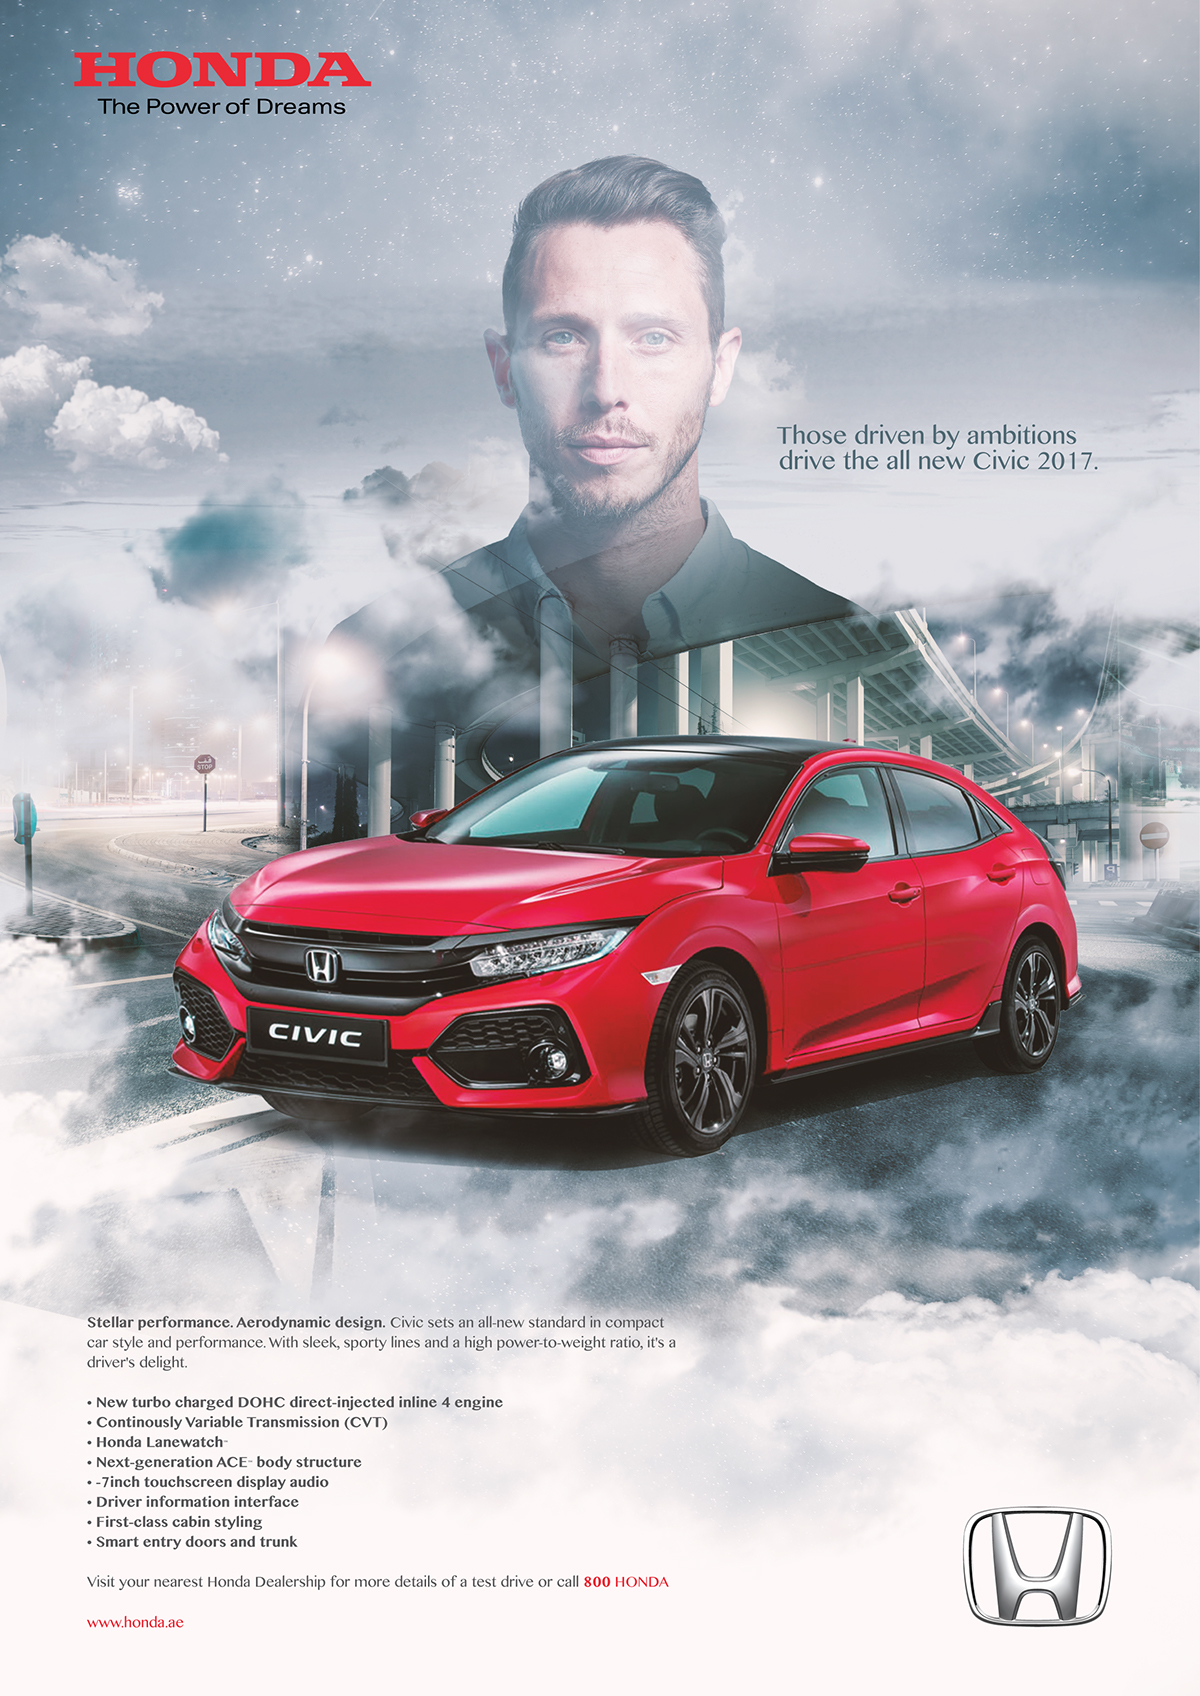 HONDA
The Power of Dreams
Those driven by ambitions
drive the all new Civic 2017.
STOP
CIVIC
Stellar performance. Aerodynamic design. Civic sets an all-new standard in compact
car style and performance. With sleek, sporty lines and a high power-to-weight ratio, it's a
driver's delight.
• New turbo charged DOHC direct-injected inline 4 engine
• Continously Variable Transmission (CVT)
• Honda Lanewatch™
• Next-generation ACE™ body structure
• -7inch touchscreen display audio
• Driver information interface
• First-class cabin styling
• Smart entry doors and trunk
Visit your nearest Honda Dealership for more details of a test drive or call 800 HONDA
www.honda.ae